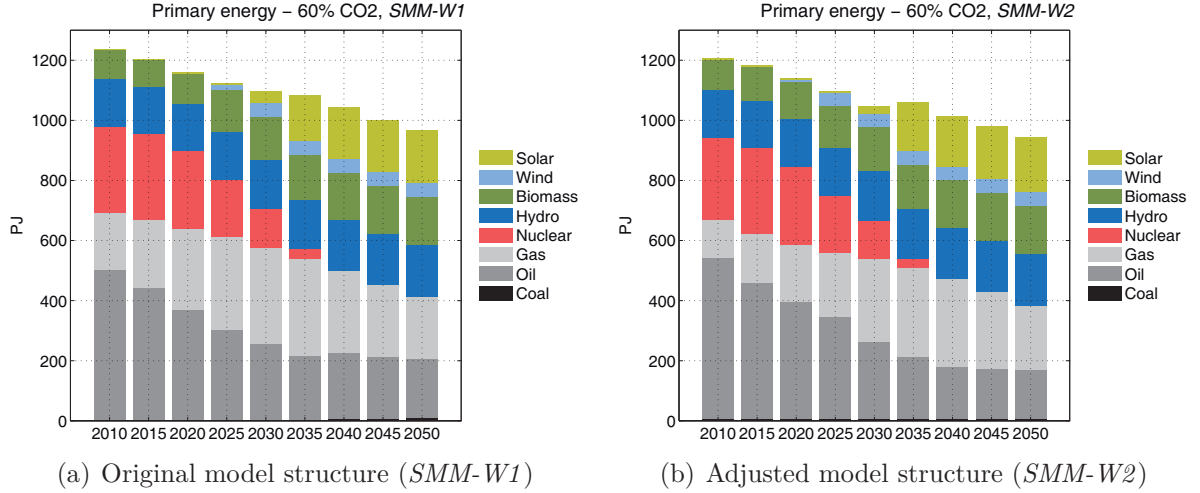 Primary energy – 60% CO2, SMM-W1
PJ
1200
1000
800
600
400
200
0
2010 2015 2020 2025 2030 2035 2040 2045 2050
Solar
Wind
Biomass
Hydro
Nuclear
Gas
Oil
Coal
(a) Original model structure (SMM-W1)
Primary energy – 60% CO2, SMM-W2
PJ
1200
1000
800
600
400
200
0
2010 2015 2020 2025 2030 2035 2040 2045 2050
Solar
Wind
Biomass
Hydro
Nuclear
Gas
Oil
Coal
(b) Adjusted model structure (SMM-W2)